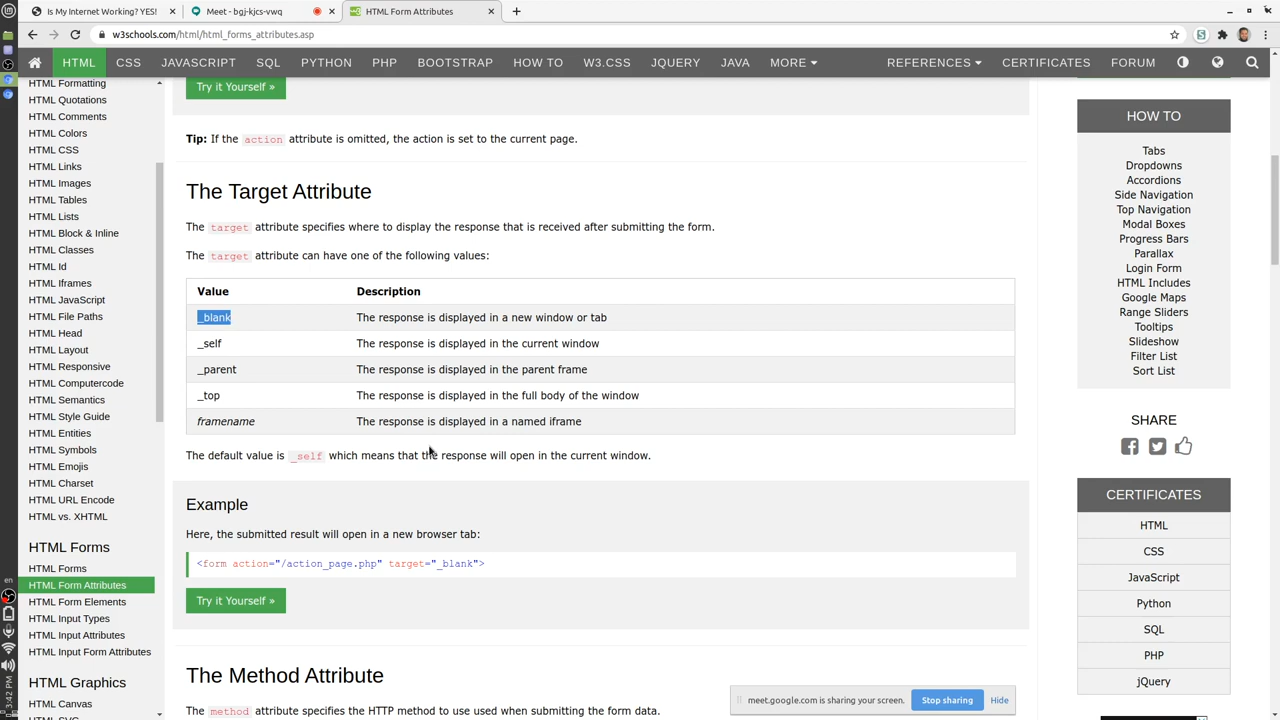 Is My Internet Working? YES!
Meet - bgj-kjcs-vwq
HTML Form Attributes
w3schools.com/html/html_forms_attributes.asp
HTML
CSS
JAVASCRIPT
SQL
PYTHON
PHP
BOOTSTRAP
HOW TO
W3.CSS
JQUERY
JAVA
MORE
REFERENCES
CERTIFICATES
FORUM
HTML Formatting
HTML Quotations
HTML Comments
HTML Colors
HTML CSS
HTML Links
HTML Images
HTML Tables
HTML Lists
HTML Block & Inline
HTML Classes
HTML Id
HTML Iframes
HTML JavaScript
HTML File Paths
HTML Head
HTML Layout
HTML Responsive
HTML Computercode
HTML Semantics
HTML Style Guide
HTML Entities
HTML Symbols
HTML Emojis
HTML Charset
HTML URL Encode
HTML vs. XHTML
HTML Forms
HTML Forms
HTML Form Attributes
HTML Form Elements
HTML Input Types
HTML Input Attributes
HTML Input Form Attributes
HTML Graphics
HTML Canvas
HTML SVG
Try it Yourself »
Tip: If the action attribute is omitted, the action is set to the current page.
The Target Attribute
The target attribute specifies where to display the response that is received after submitting the form.
The target attribute can have one of the following values:
Value Description
_blank The response is displayed in a new window or tab
_self The response is displayed in the current window
_parent The response is displayed in the parent frame
_top The response is displayed in the full body of the window
framename The response is displayed in a named iframe
The default value is _self which means that the response will open in the current window.
Example
Here, the submitted result will open in a new browser tab:
<form action="/action_page.php" target="_blank">
Try it Yourself »
The Method Attribute
The method attribute specifies the HTTP method to use used when submitting the form data.
HOW TO
Tabs
Dropdowns
Accordions
Side Navigation
Top Navigation
Modal Boxes
Progress Bars
Parallax
Login Form
HTML Includes
Google Maps
Range Sliders
Tooltips
Slideshow
Filter List
Sort List
SHARE
CERTIFICATES
HTML
CSS
JavaScript
Python
SQL
PHP
jQuery
meet.google.com is sharing your screen.
Stop sharing
Hide
en
3:42 PM